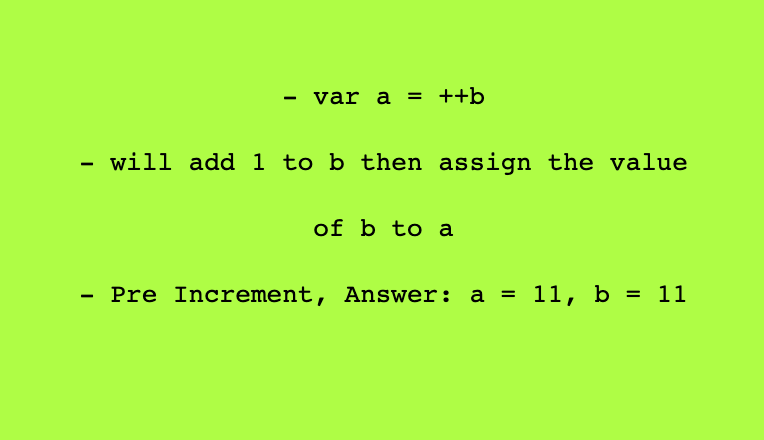 - var a = ++b
- will add 1 to b then assign the value
of b to a
- Pre Increment, Answer: a = 11, b = 11